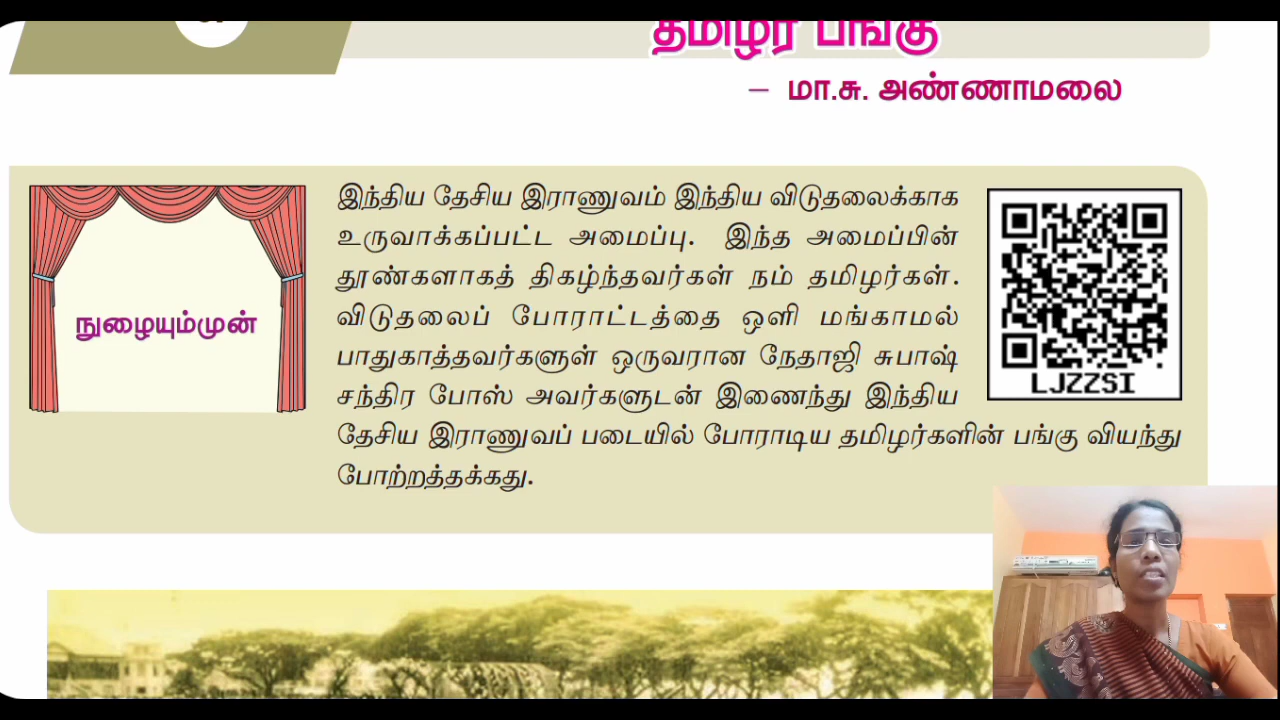 தமிழர் பங்கு
– மா.சு. அண்ணாமலை
நுழையும்முன்
இந்திய தேசிய இராணுவம் இந்திய விடுதலைக்காக
உருவாக்கப்பட்ட அமைப்பு. இந்த அமைப்பின்
தூண்களாகத் திகழ்ந்தவர்கள் நம் தமிழர்கள்.
விடுதலைப் போராட்டத்தை ஒளி மங்காமல்
பாதுகாத்தவர்களுள் ஒருவரான நேதாஜி சுபாஷ்
சந்திர போஸ் அவர்களுடன் இணைந்து இந்திய
தேசிய இராணுவப் படையில் போராடிய தமிழர்களின் பங்கு வியந்து
போற்றத்தக்கது.
LJZZSI